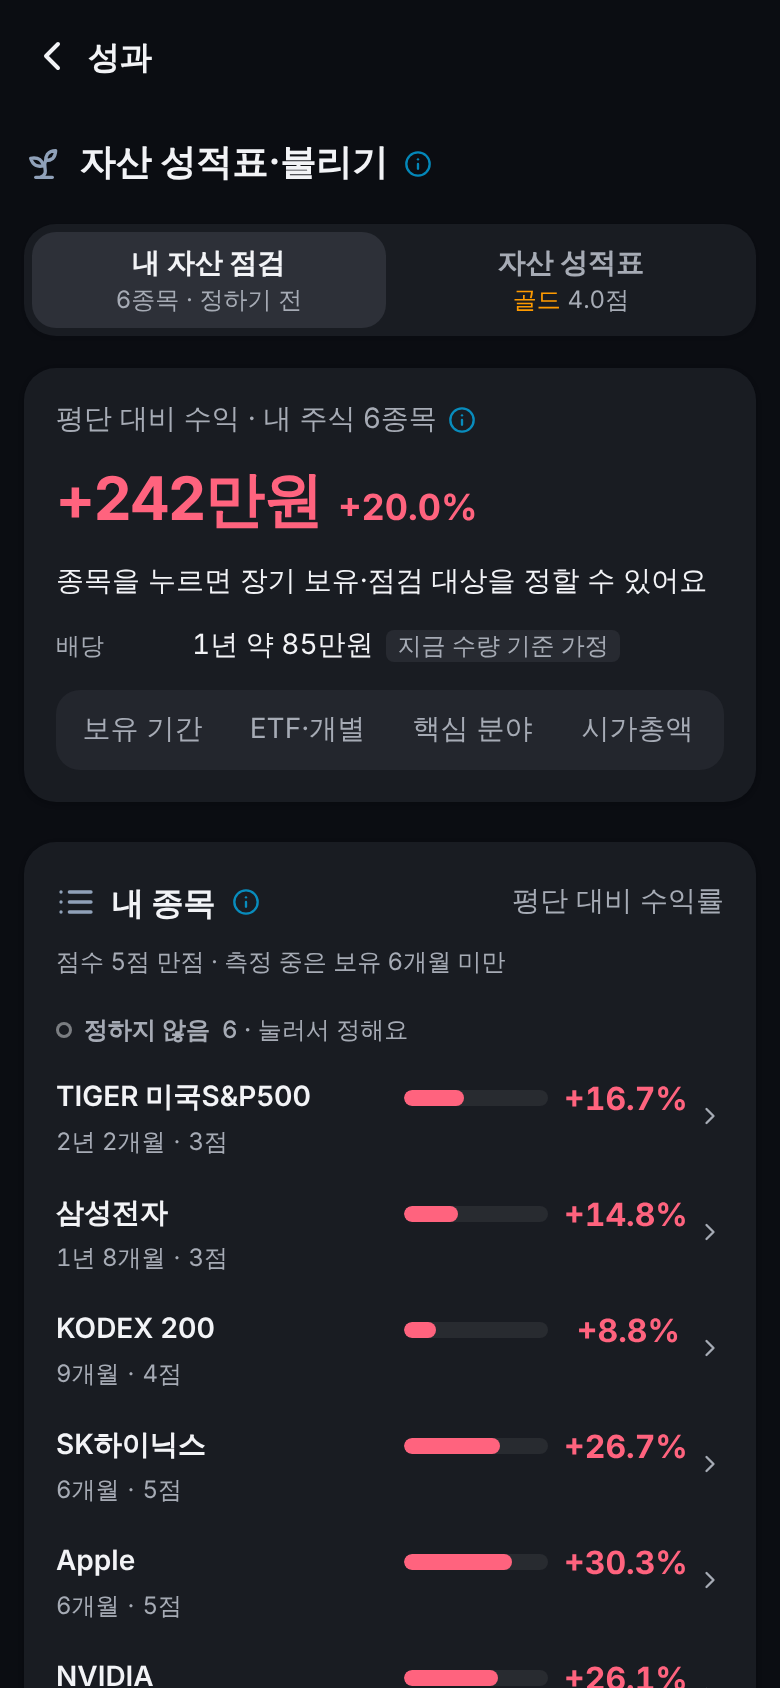 성과
자산 성적표·불리기
내 자산 점검
6종목 · 정하기 전
자산 성적표
골드 4.0점
평단 대비 수익 · 내 주식 6종목
+242만원 +20.0%
종목을 누르면 장기 보유·점검 대상을 정할 수 있어요
배당 1년 약 85만원 지금 수량 기준 가정
보유 기간 ETF·개별 핵심 분야 시가총액
내 종목 평단 대비 수익률
점수 5점 만점 · 측정 중은 보유 6개월 미만
정하지 않음 6 · 눌러서 정해요
TIGER 미국S&P500 +16.7%
2년 2개월 · 3점
삼성전자 +14.8%
1년 8개월 · 3점
KODEX 200 +8.8%
9개월 · 4점
SK하이닉스 +26.7%
6개월 · 5점
Apple +30.3%
6개월 · 5점
NVIDIA +26.1%